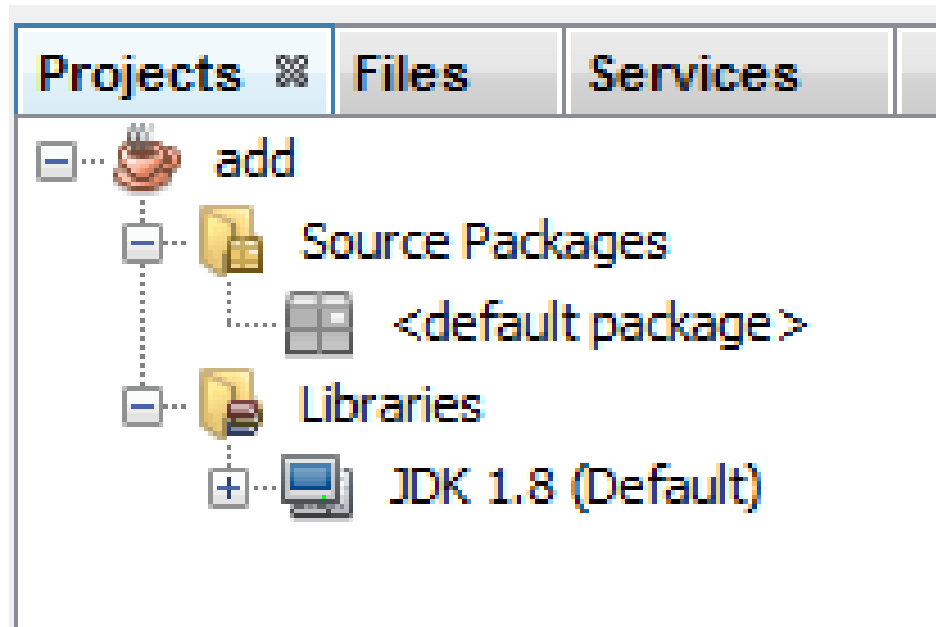 Projects Files Services
add
Source Packages
<default package>
Libraries
JDK 1.8 (Default)